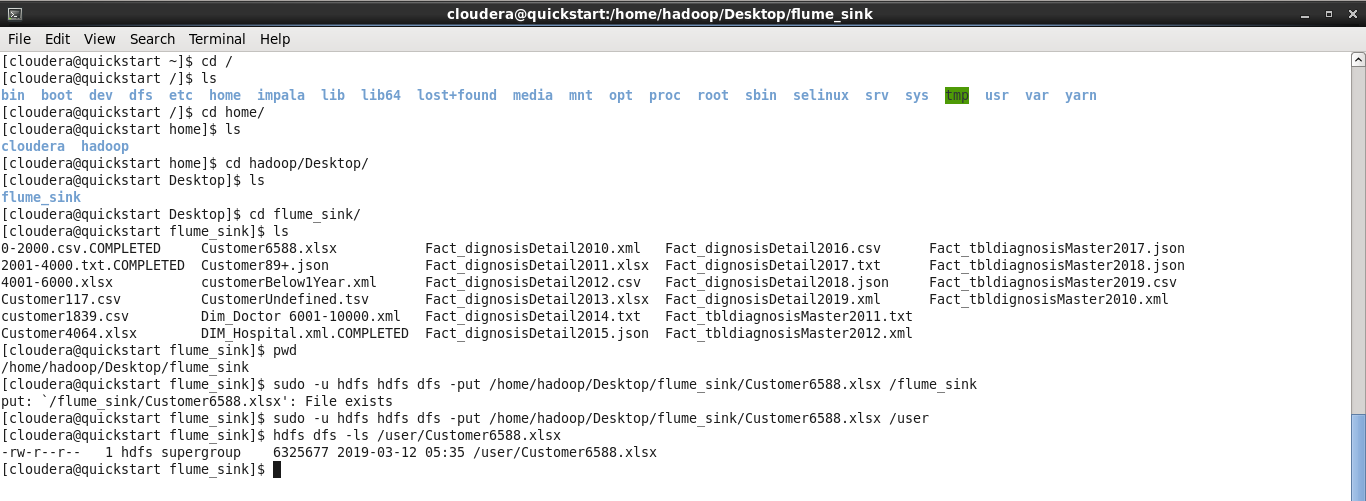 cloudera@quickstart:/home/hadoop/Desktop/flume_sink
File Edit View Search Terminal Help
[cloudera@quickstart ~]$ cd /
[cloudera@quickstart /]$ ls
bin  boot  dev  dfs  etc  home  impala  lib  lib64  lost+found  media  mnt  opt  proc  root  sbin  selinux  srv  sys  tmp  usr  var  yarn
[cloudera@quickstart /]$ cd home/
[cloudera@quickstart home]$ ls
cloudera  hadoop
[cloudera@quickstart home]$ cd hadoop/Desktop/
[cloudera@quickstart Desktop]$ ls
flume_sink
[cloudera@quickstart Desktop]$ cd flume_sink/
[cloudera@quickstart flume_sink]$ ls
0-2000.csv.COMPLETED     Customer6588.xlsx           Fact_dignosisDetail2010.xml   Fact_dignosisDetail2016.csv      Fact_tbldiagnosisMaster2017.json
2001-4000.txt.COMPLETED  Customer89+.json            Fact_dignosisDetail2011.xlsx  Fact_dignosisDetail2017.txt      Fact_tbldiagnosisMaster2018.json
4001-6000.xlsx           customerBelow1Year.xml      Fact_dignosisDetail2012.csv   Fact_dignosisDetail2018.json     Fact_tbldiagnosisMaster2019.csv
Customer117.csv          CustomerUndefined.tsv       Fact_dignosisDetail2013.xlsx  Fact_dignosisDetail2019.xml      Fact_tbldignosisMaster2010.xml
customer1839.csv         Dim_Doctor 6001-10000.xml   Fact_dignosisDetail2014.txt   Fact_tbldiagnosisMaster2011.txt
Customer4064.xlsx        DIM_Hospital.xml.COMPLETED  Fact_dignosisDetail2015.json  Fact_tbldiagnosisMaster2012.xml
[cloudera@quickstart flume_sink]$ pwd
/home/hadoop/Desktop/flume_sink
[cloudera@quickstart flume_sink]$ sudo -u hdfs hdfs dfs -put /home/hadoop/Desktop/flume_sink/Customer6588.xlsx /flume_sink
put: `/flume_sink/Customer6588.xlsx': File exists
[cloudera@quickstart flume_sink]$ sudo -u hdfs hdfs dfs -put /home/hadoop/Desktop/flume_sink/Customer6588.xlsx /user
[cloudera@quickstart flume_sink]$ hdfs dfs -ls /user/Customer6588.xlsx
-rw-r--r--   1 hdfs supergroup    6325677 2019-03-12 05:35 /user/Customer6588.xlsx
[cloudera@quickstart flume_sink]$